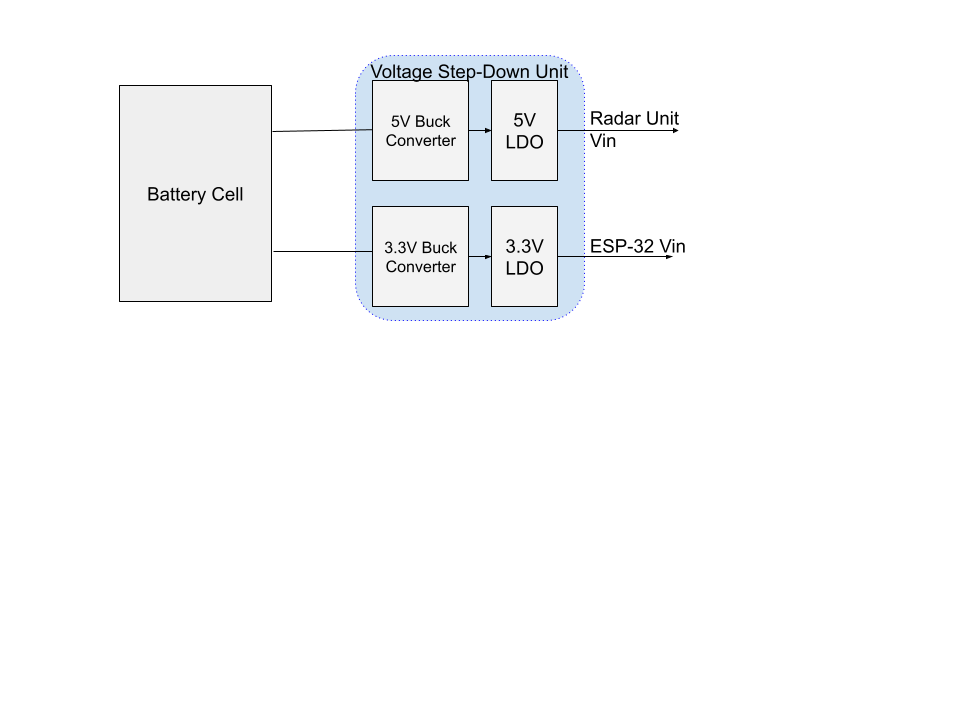 Voltage Step-Down Unit
Battery Cell
5V Buck
Converter
5V
LDO
Radar Unit
Vin
3.3V Buck
Converter
3.3V
LDO
ESP-32 Vin